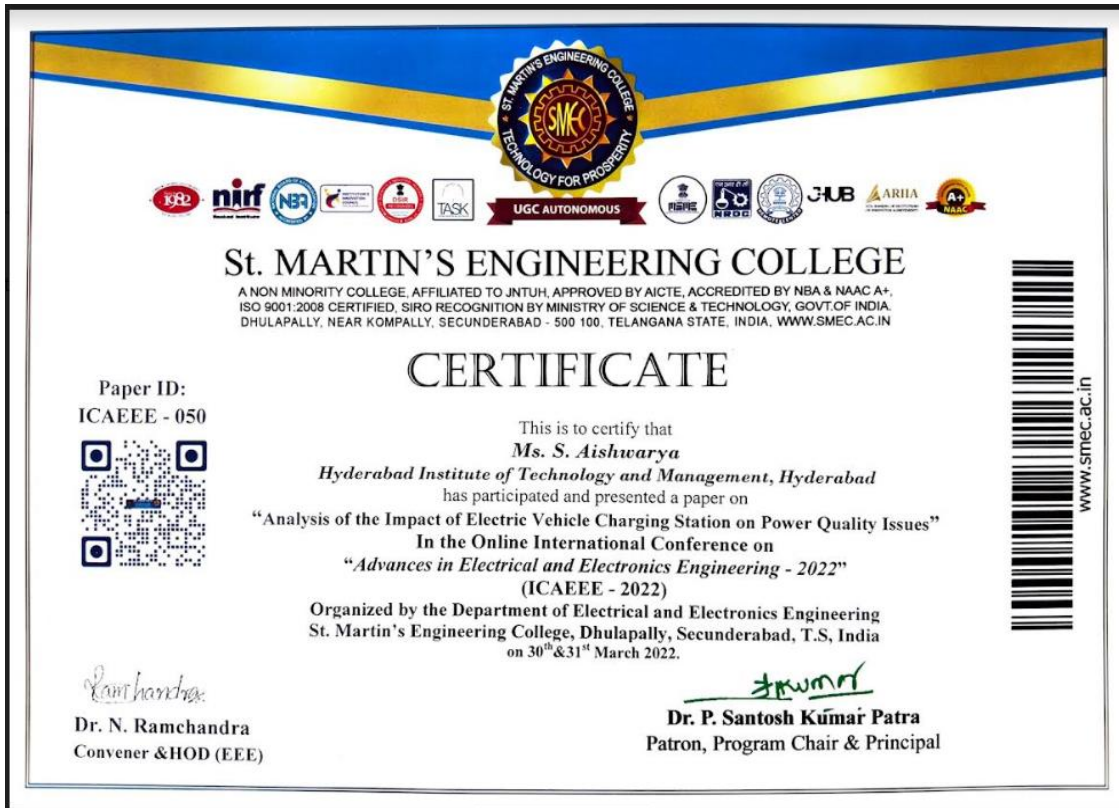 ST. MARTIN'S ENGINEERING COLLEGE
SMEC
TECHNOLOGY FOR PROSPERITY
UGC AUTONOMOUS
1982
nirf
NBA
DSIR
TASK
NRDC
J-HUB
ARIIA
A+
NAAC
St. MARTIN'S ENGINEERING COLLEGE
A NON MINORITY COLLEGE, AFFILIATED TO JNTUH, APPROVED BY AICTE, ACCREDITED BY NBA & NAAC A+,
ISO 9001:2008 CERTIFIED, SIRO RECOGNITION BY MINISTRY OF SCIENCE & TECHNOLOGY, GOVT.OF INDIA.
DHULAPALLY, NEAR KOMPALLY, SECUNDERABAD - 500 100, TELANGANA STATE, INDIA, WWW.SMEC.AC.IN
CERTIFICATE
Paper ID:
ICAEEE - 050
This is to certify that
Ms. S. Aishwarya
Hyderabad Institute of Technology and Management, Hyderabad
has participated and presented a paper on
"Analysis of the Impact of Electric Vehicle Charging Station on Power Quality Issues"
In the Online International Conference on
"Advances in Electrical and Electronics Engineering - 2022"
(ICAEEE - 2022)
Organized by the Department of Electrical and Electronics Engineering
St. Martin's Engineering College, Dhulapally, Secunderabad, T.S, India
on 30th&31st March 2022.
www.smec.ac.in
Ramchandra
Dr. N. Ramchandra
Convener &HOD (EEE)
Dr. P. Santosh Kumar Patra
Patron, Program Chair & Principal